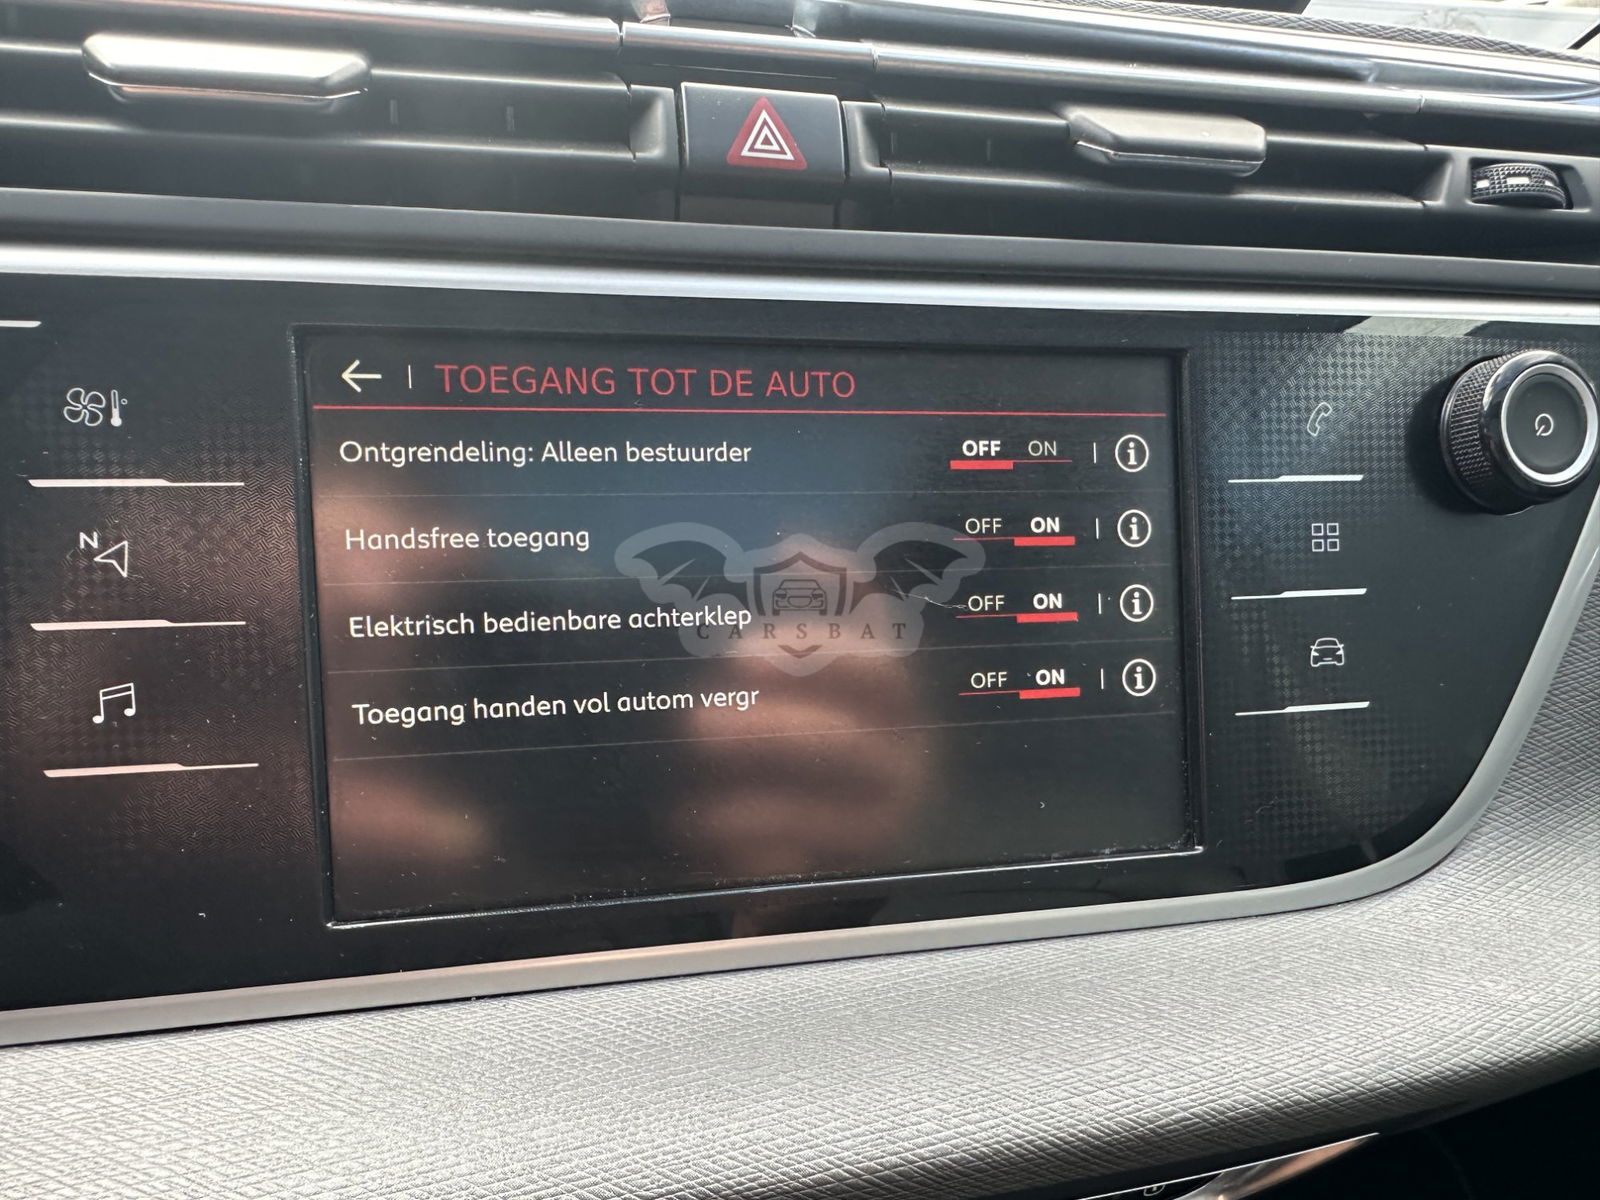 TOEGANG TOT DE AUTO
Ontgrendeling: Alleen bestuurder OFF ON
Handsfree toegang OFF ON
Elektrisch bedienbare achterklep OFF ON
Toegang handen vol autom vergr OFF ON
CARSBAT
N